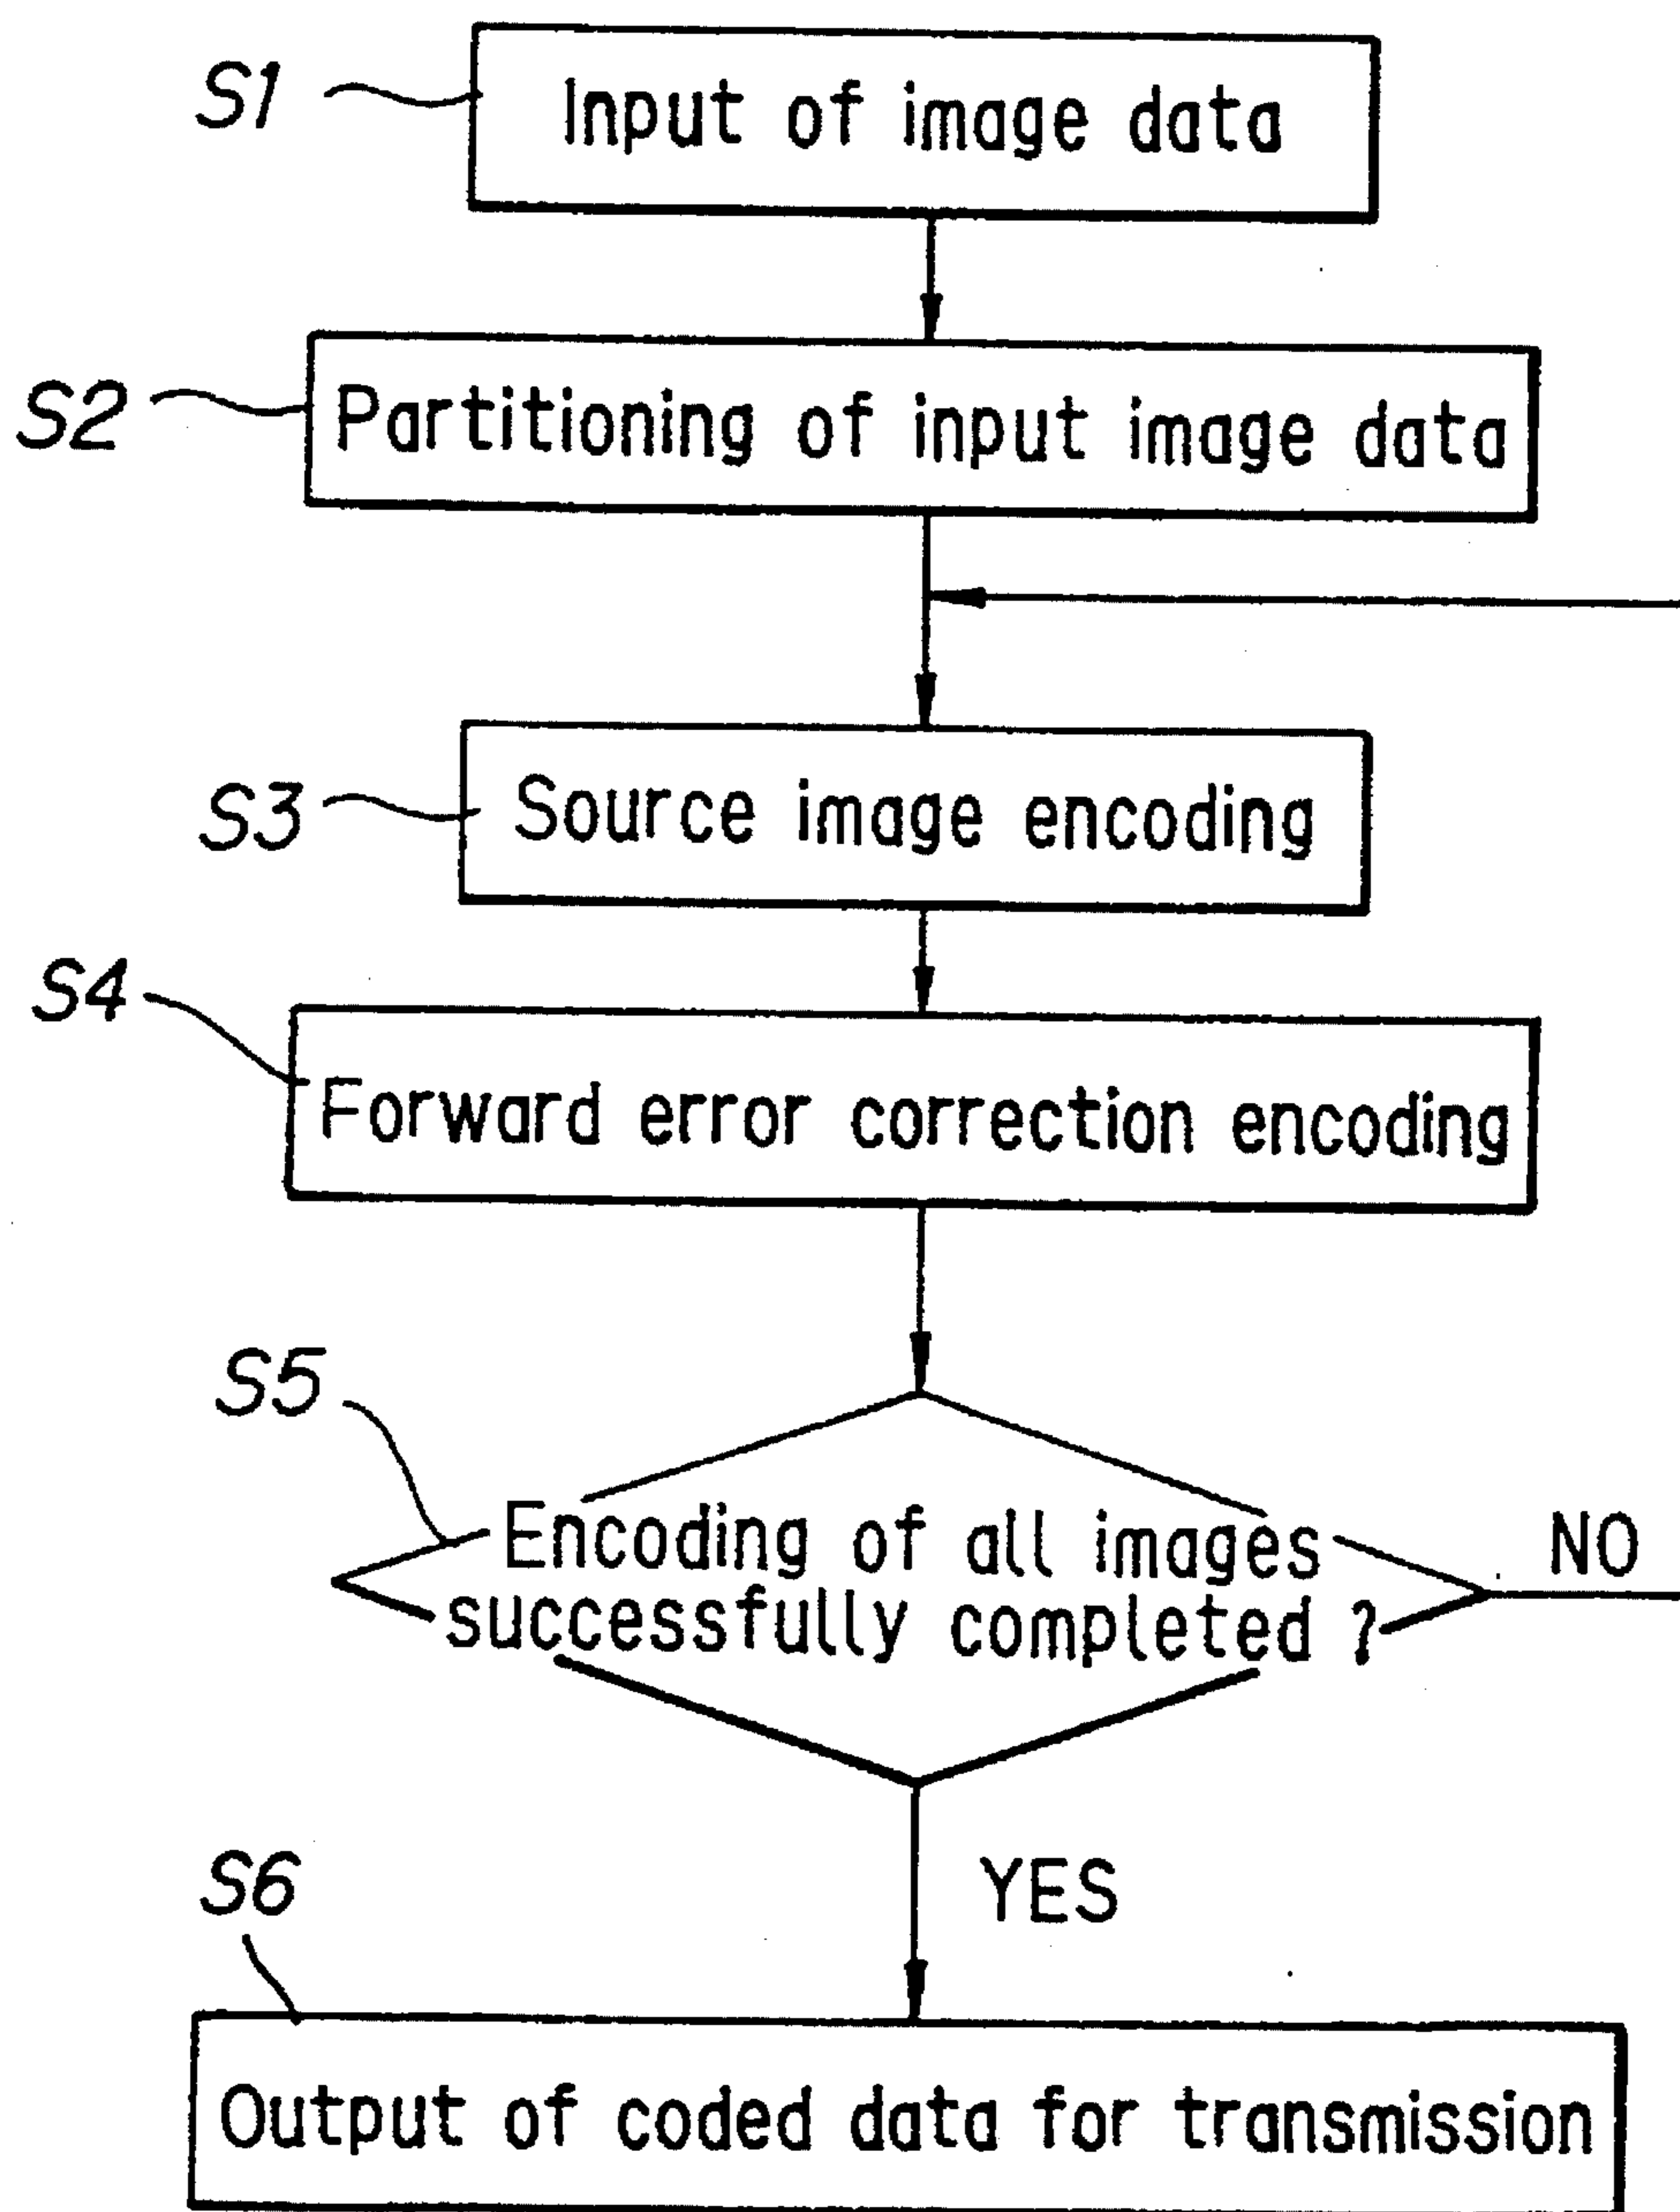 S1
Input of image data
S2
Partitioning of input image data
S3
Source image encoding
S4
Forward error correction encoding
S5
Encoding of all images
successfully completed ?
NO
YES
S6
Output of coded data for transmission